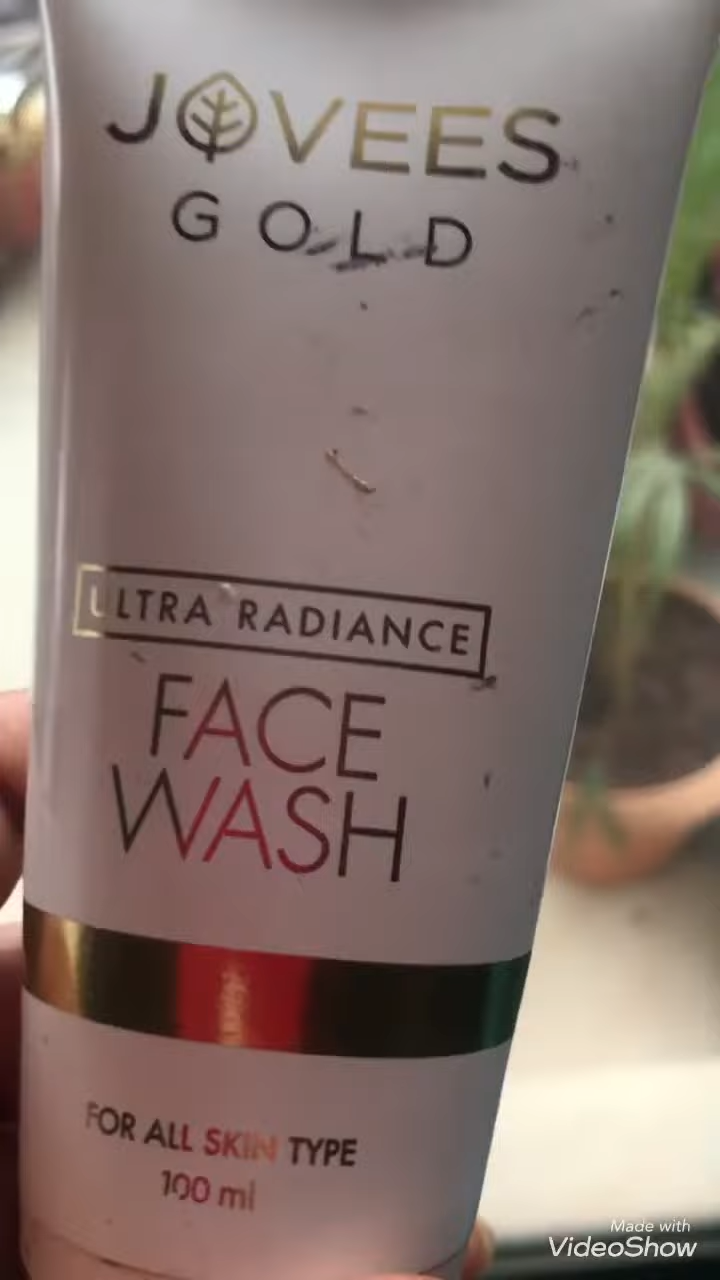 JOVEES
GOLD
ULTRA RADIANCE
FACE
WASH
FOR ALL SKIN TYPE
100 ml
Made with
VideoShow